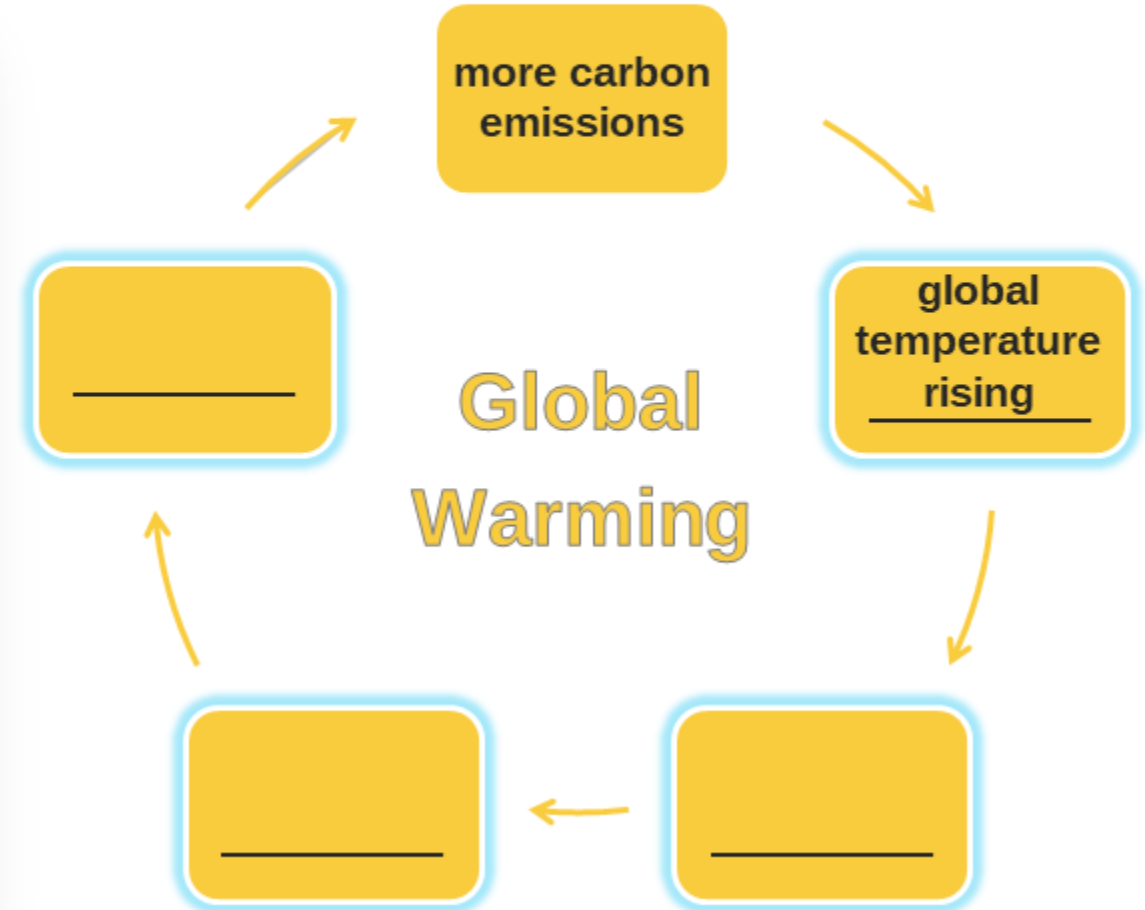 more carbon
emissions
global
temperature
rising
Global
Warming